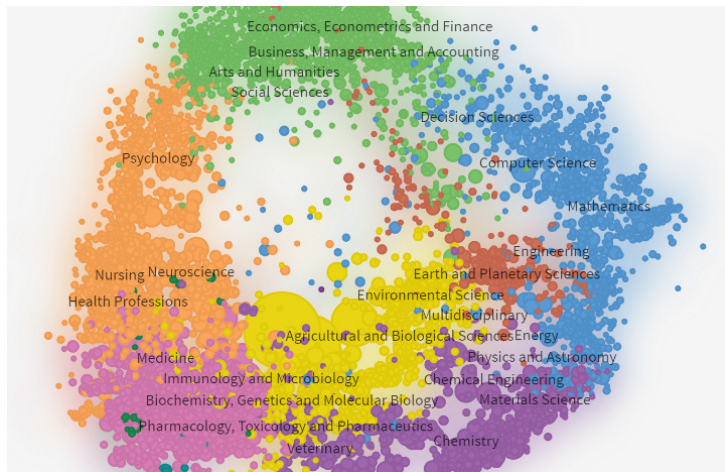 Economics, Econometrics and Finance
Business, Management and Accounting
Arts and Humanities
Social Sciences
Decision Sciences
Psychology
Computer Science
Mathematics
Engineering
Nursing
Neuroscience
Earth and Planetary Sciences
Health Professions
Environmental Science
Multidisciplinary
Agricultural and Biological Sciences
Energy
Medicine
Physics and Astronomy
Immunology and Microbiology
Chemical Engineering
Biochemistry, Genetics and Molecular Biology
Materials Science
Pharmacology, Toxicology and Pharmaceutics
Chemistry
Veterinary